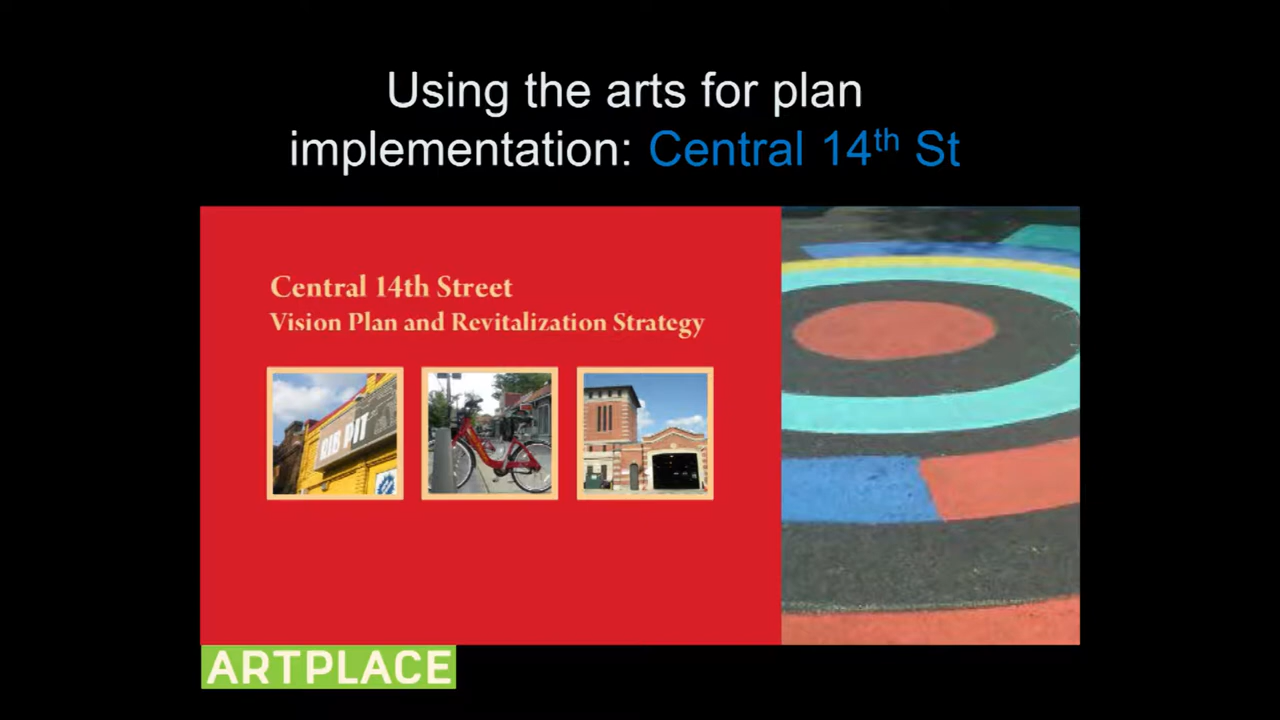 Using the arts for plan
implementation: Central 14th St
Central 14th Street
Vision Plan and Revitalization Strategy
RIB PIT
ARTPLACE